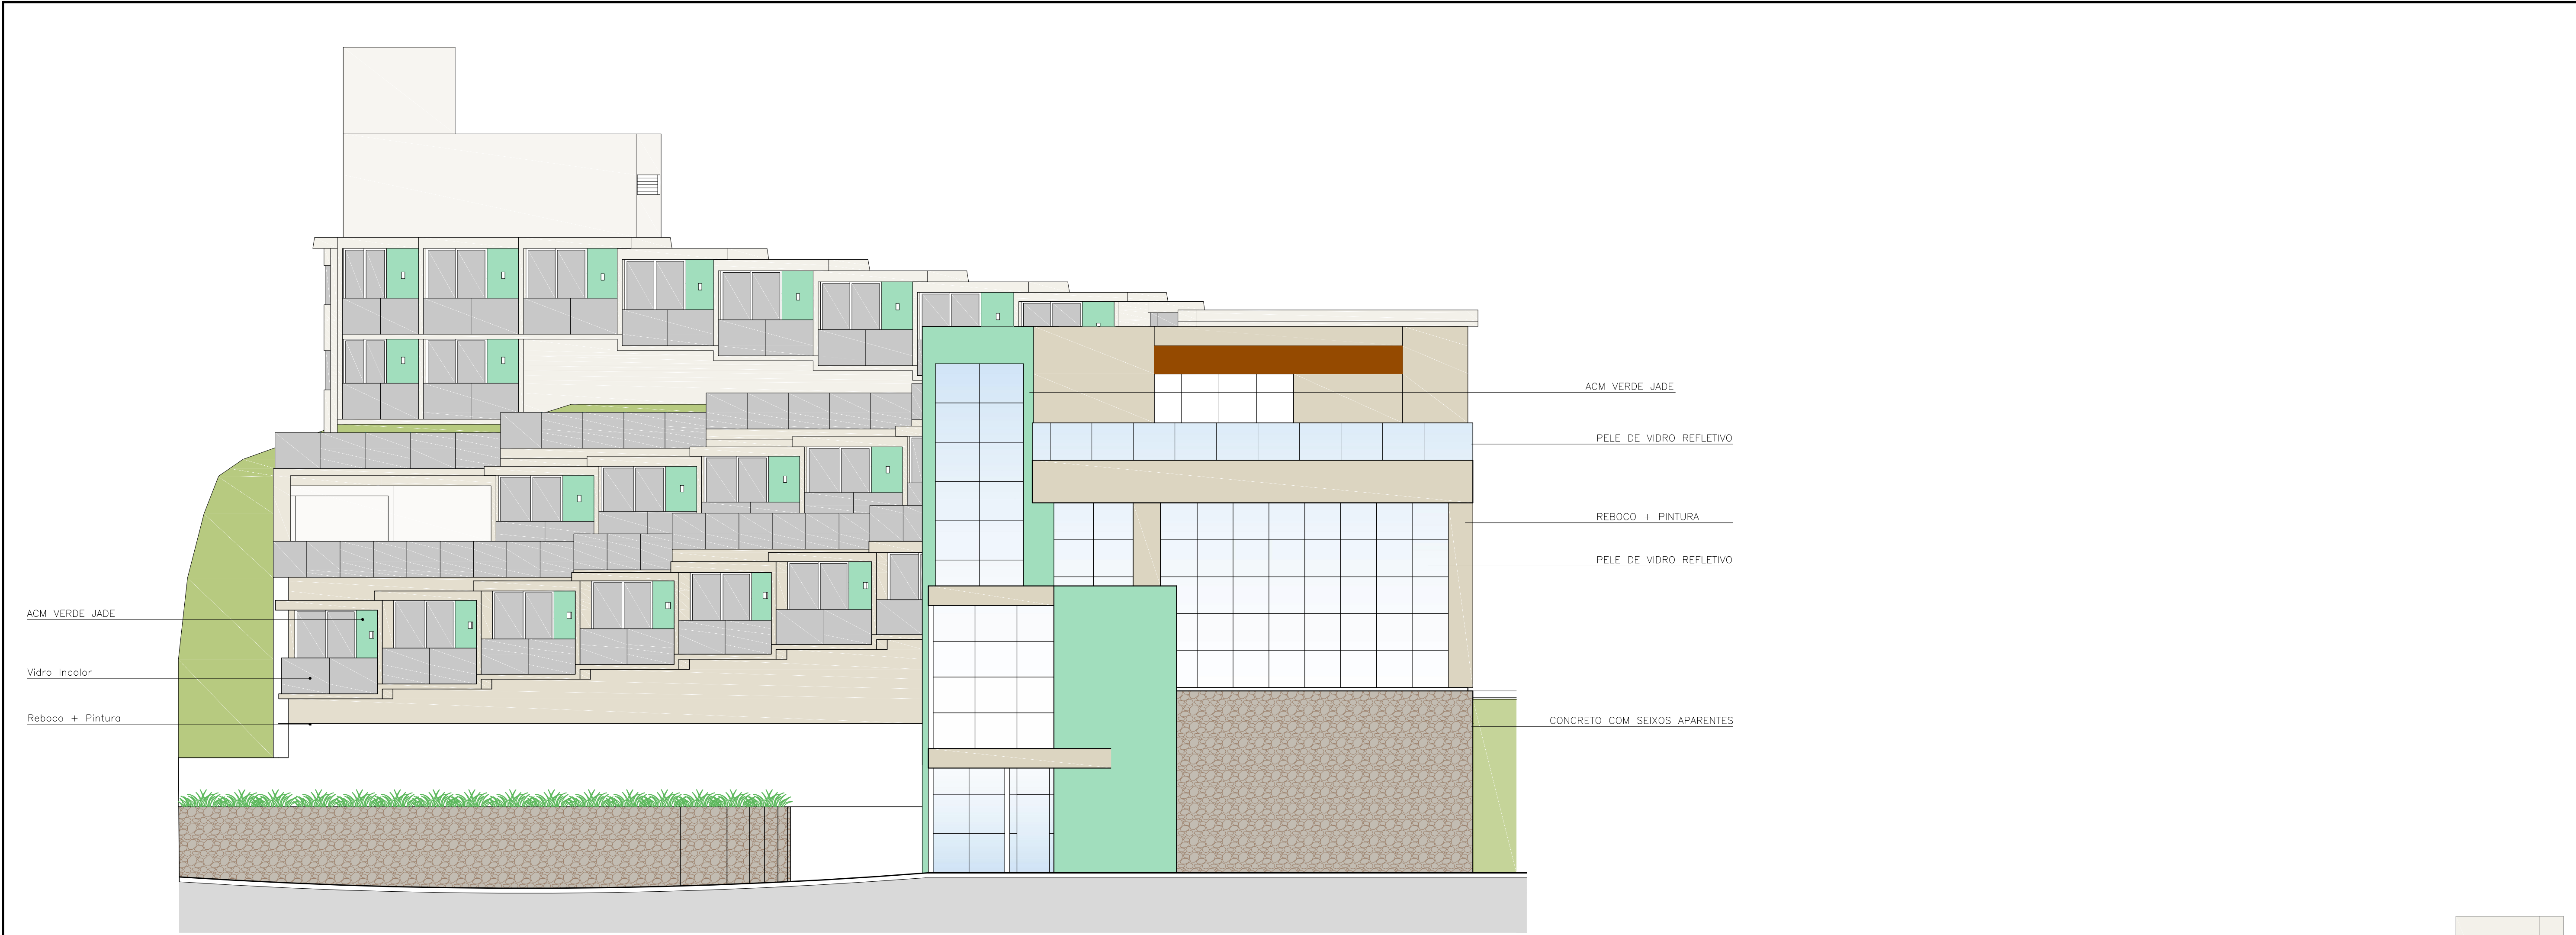 ACM VERDE JADE
Vidro Incolor
Reboco + Pintura
ACM VERDE JADE
PELE DE VIDRO REFLETIVO
REBOCO + PINTURA
PELE DE VIDRO REFLETIVO
CONCRETO COM SEIXOS APARENTES